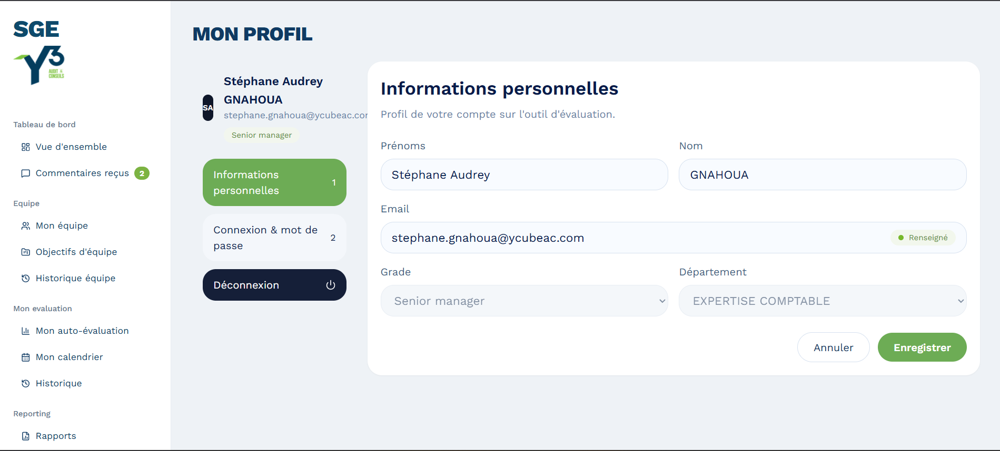 SGE
Y3
AUDIT &
CONSEILS
Tableau de bord
Vue d'ensemble
Commentaires reçus 2
Equipe
Mon équipe
Objectifs d'équipe
Historique équipe
Mon evaluation
Mon auto-évaluation
Mon calendrier
Historique
Reporting
Rapports
MON PROFIL
SA
Stéphane Audrey
GNAHOUA
stephane.gnahoua@ycubeac.cor
Senior manager
Informations
personnelles
1
Connexion & mot de
passe
2
Déconnexion
Informations personnelles
Profil de votre compte sur l'outil d'évaluation.
Prénoms
Stéphane Audrey
Nom
GNAHOUA
Email
stephane.gnahoua@ycubeac.com
Renseigné
Grade
Senior manager
Département
EXPERTISE COMPTABLE
Annuler
Enregistrer